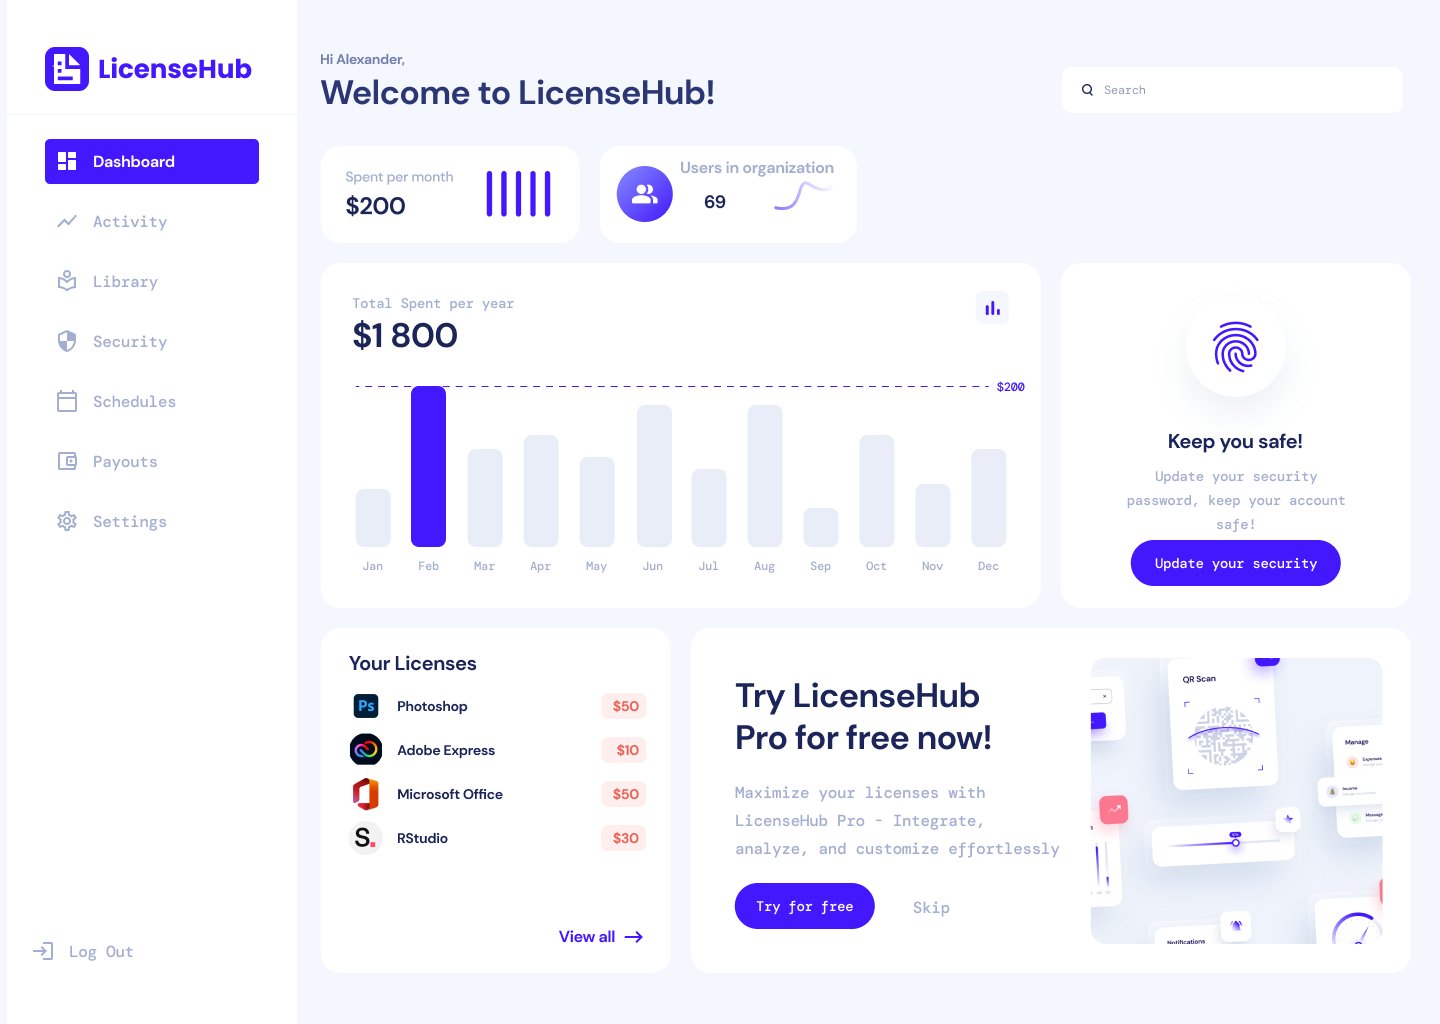 LicenseHub
Dashboard
Activity
Library
Security
Schedules
Payouts
Settings
Log Out
Hi Alexander,
Welcome to LicenseHub!
Search
Spent per month
$200
Users in organization
69
Total Spent per year
$1 800
$200
Jan Feb Mar Apr May Jun Jul Aug Sep Oct Nov Dec
Keep you safe!
Update your security
password, keep your account
safe!
Update your security
Your Licenses
Ps Photoshop $50
Adobe Express $10
Microsoft Office $50
S. RStudio $30
View all
Try LicenseHub
Pro for free now!
Maximize your licenses with
LicenseHub Pro - Integrate,
analyze, and customize effortlessly
Try for free
Skip
QR Scan
Manage
Expenses
Income
Notifications